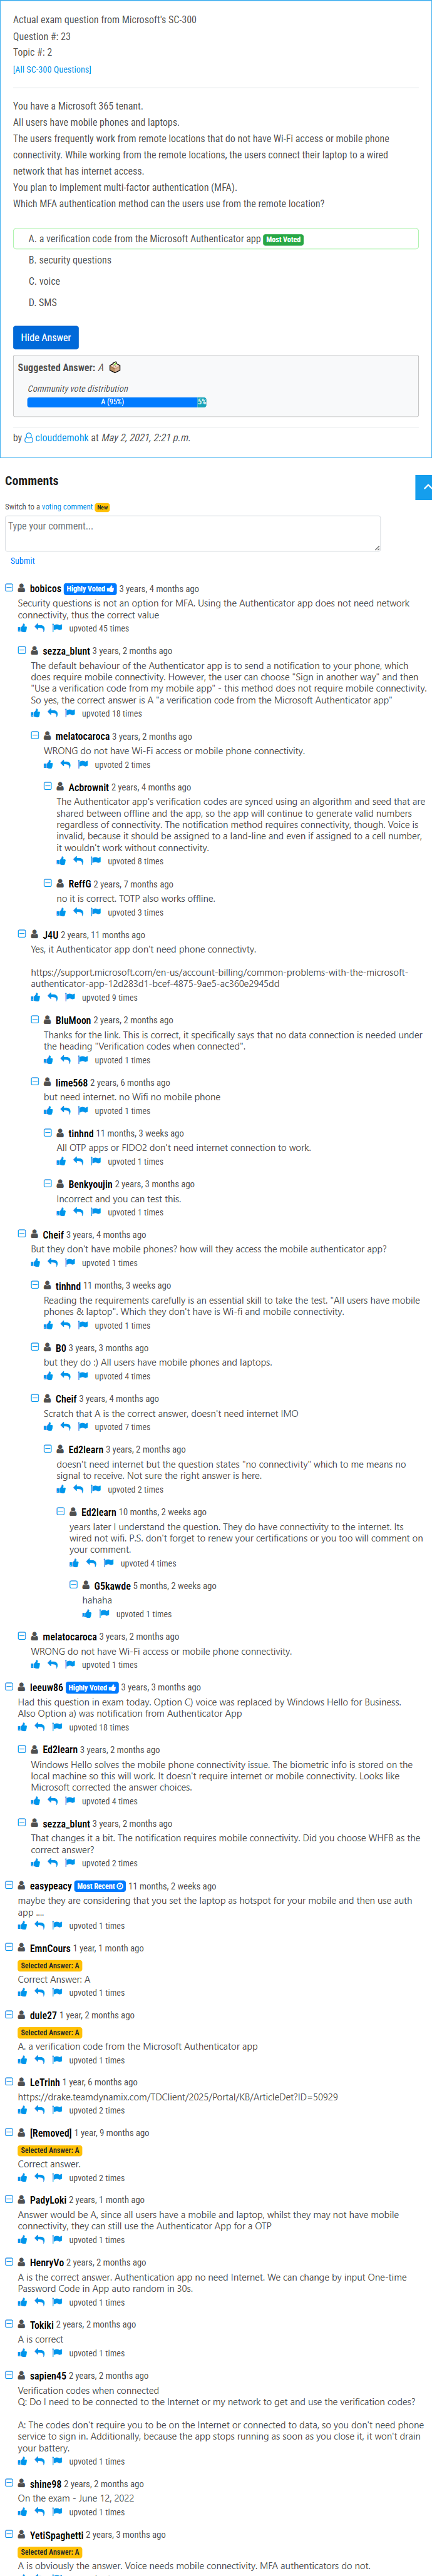 Actual exam question from Microsoft's SC-300
Question #: 23
Topic #: 2
[All SC-300 Questions]
You have a Microsoft 365 tenant.
All users have mobile phones and laptops.
The users frequently work from remote locations that do not have Wi-Fi access or mobile phone
connectivity. While working from the remote locations, the users connect their laptop to a wired
network that has internet access.
You plan to implement multi-factor authentication (MFA).
Which MFA authentication method can the users use from the remote location?
A. a verification code from the Microsoft Authenticator app Most Voted
B. security questions
C. voice
D. SMS
Hide Answer
Suggested Answer: A
Community vote distribution
A (95%) 5%
by clouddemohk at May 2, 2021, 2:21 p.m.
Comments
Switch to a voting comment New
Type your comment...
Submit
bobicos Highly Voted 3 years, 4 months ago
Security questions is not an option for MFA. Using the Authenticator app does not need network
connectivity, thus the correct value
upvoted 45 times
sezza_blunt 3 years, 2 months ago
The default behaviour of the Authenticator app is to send a notification to your phone, which
does require mobile connectivity. However, the user can choose "Sign in another way" and then
"Use a verification code from my mobile app" - this method does not require mobile connectivity.
So yes, the correct answer is A "a verification code from the Microsoft Authenticator app"
upvoted 18 times
melatocaroca 3 years, 2 months ago
WRONG do not have Wi-Fi access or mobile phone connectivity.
upvoted 2 times
Acbrownit 2 years, 4 months ago
The Authenticator app's verification codes are synced using an algorithm and seed that are
shared between offline and the app, so the app will continue to generate valid numbers
regardless of connectivity. The notification method requires connectivity, though. Voice is
invalid, because it should be assigned to a land-line and even if assigned to a cell number,
it wouldn't work without connectivity.
upvoted 8 times
ReffG 2 years, 7 months ago
no it is correct. TOTP also works offline.
upvoted 3 times
J4U 2 years, 11 months ago
Yes, it Authenticator app don't need phone connectivty.
https://support.microsoft.com/en-us/account-billing/common-problems-with-the-microsoft-
authenticator-app-12d283d1-bcef-4875-9ae5-ac360e2945dd
upvoted 9 times
BluMoon 2 years, 2 months ago
Thanks for the link. This is correct, it specifically says that no data connection is needed under
the heading "Verification codes when connected".
upvoted 1 times
lime568 2 years, 6 months ago
but need internet. no Wifi no mobile phone
upvoted 1 times
tinhnd 11 months, 3 weeks ago
All OTP apps or FIDO2 don't need internet connection to work.
upvoted 1 times
Benkyoujin 2 years, 3 months ago
Incorrect and you can test this.
upvoted 1 times
Cheif 3 years, 4 months ago
But they don't have mobile phones? how will they access the mobile authenticator app?
upvoted 1 times
tinhnd 11 months, 3 weeks ago
Reading the requirements carefully is an essential skill to take the test. "All users have mobile
phones & laptop". Which they don't have is Wi-fi and mobile connectivity.
upvoted 1 times
B0 3 years, 3 months ago
but they do :) All users have mobile phones and laptops.
upvoted 4 times
Cheif 3 years, 4 months ago
Scratch that A is the correct answer, doesn't need internet IMO
upvoted 7 times
Ed2learn 3 years, 2 months ago
doesn't need internet but the question states "no connectivity" which to me means no
signal to receive. Not sure the right answer is here.
upvoted 2 times
Ed2learn 10 months, 2 weeks ago
years later I understand the question. They do have connectivity to the internet. Its
wired not wifi. P.S. don't forget to renew your certifications or you too will comment on
your comment.
upvoted 4 times
G5kawde 5 months, 2 weeks ago
hahaha
upvoted 1 times
melatocaroca 3 years, 2 months ago
WRONG do not have Wi-Fi access or mobile phone connectivity.
upvoted 1 times
leeuw86 Highly Voted 3 years, 3 months ago
Had this question in exam today. Option C) voice was replaced by Windows Hello for Business.
Also Option a) was notification from Authenticator App
upvoted 18 times
Ed2learn 3 years, 2 months ago
Windows Hello solves the mobile phone connectivity issue. The biometric info is stored on the
local machine so this will work. It doesn't require internet or mobile connectivity. Looks like
Microsoft corrected the answer choices.
upvoted 4 times
sezza_blunt 3 years, 2 months ago
That changes it a bit. The notification requires mobile connectivity. Did you choose WHFB as the
correct answer?
upvoted 2 times
easypeacy Most Recent 11 months, 2 weeks ago
maybe they are considering that you set the laptop as hotspot for your mobile and then use auth
app ....
upvoted 1 times
EmnCours 1 year, 1 month ago
Selected Answer: A
Correct Answer: A
upvoted 1 times
dule27 1 year, 2 months ago
Selected Answer: A
A. a verification code from the Microsoft Authenticator app
upvoted 1 times
LeTrinh 1 year, 6 months ago
https://drake.teamdynamix.com/TDClient/2025/Portal/KB/ArticleDet?ID=50929
upvoted 2 times
[Removed] 1 year, 9 months ago
Selected Answer: A
Correct answer.
upvoted 2 times
PadyLoki 2 years, 1 month ago
Answer would be A, since all users have a mobile and laptop, whilst they may not have mobile
connectivity, they can still use the Authenticator App for a OTP
upvoted 1 times
HenryVo 2 years, 2 months ago
A is the correct answer. Authentication app no need Internet. We can change by input One-time
Password Code in App auto random in 30s.
upvoted 1 times
Tokiki 2 years, 2 months ago
A is correct
upvoted 1 times
sapien45 2 years, 2 months ago
Verification codes when connected
Q: Do I need to be connected to the Internet or my network to get and use the verification codes?
A: The codes don't require you to be on the Internet or connected to data, so you don't need phone
service to sign in. Additionally, because the app stops running as soon as you close it, it won't drain
your battery.
upvoted 1 times
shine98 2 years, 2 months ago
On the exam - June 12, 2022
upvoted 1 times
YetiSpaghetti 2 years, 3 months ago
Selected Answer: A
A is obviously the answer. Voice needs mobile connectivity. MFA authenticators do not.